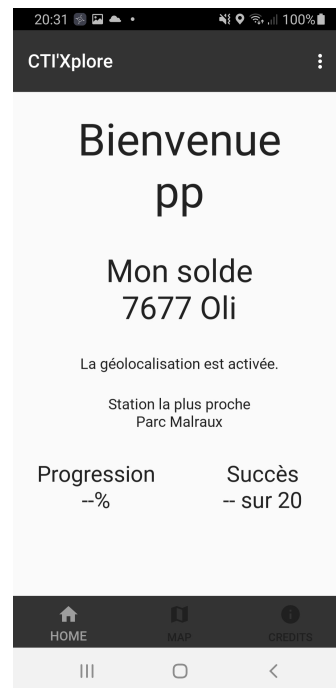 20:31 100%
CTI'Xplore
Bienvenue
pp
Mon solde
7677 Oli
La géolocalisation est activée.
Station la plus proche
Parc Malraux
Progression Succès
--% -- sur 20
HOME MAP CREDITS